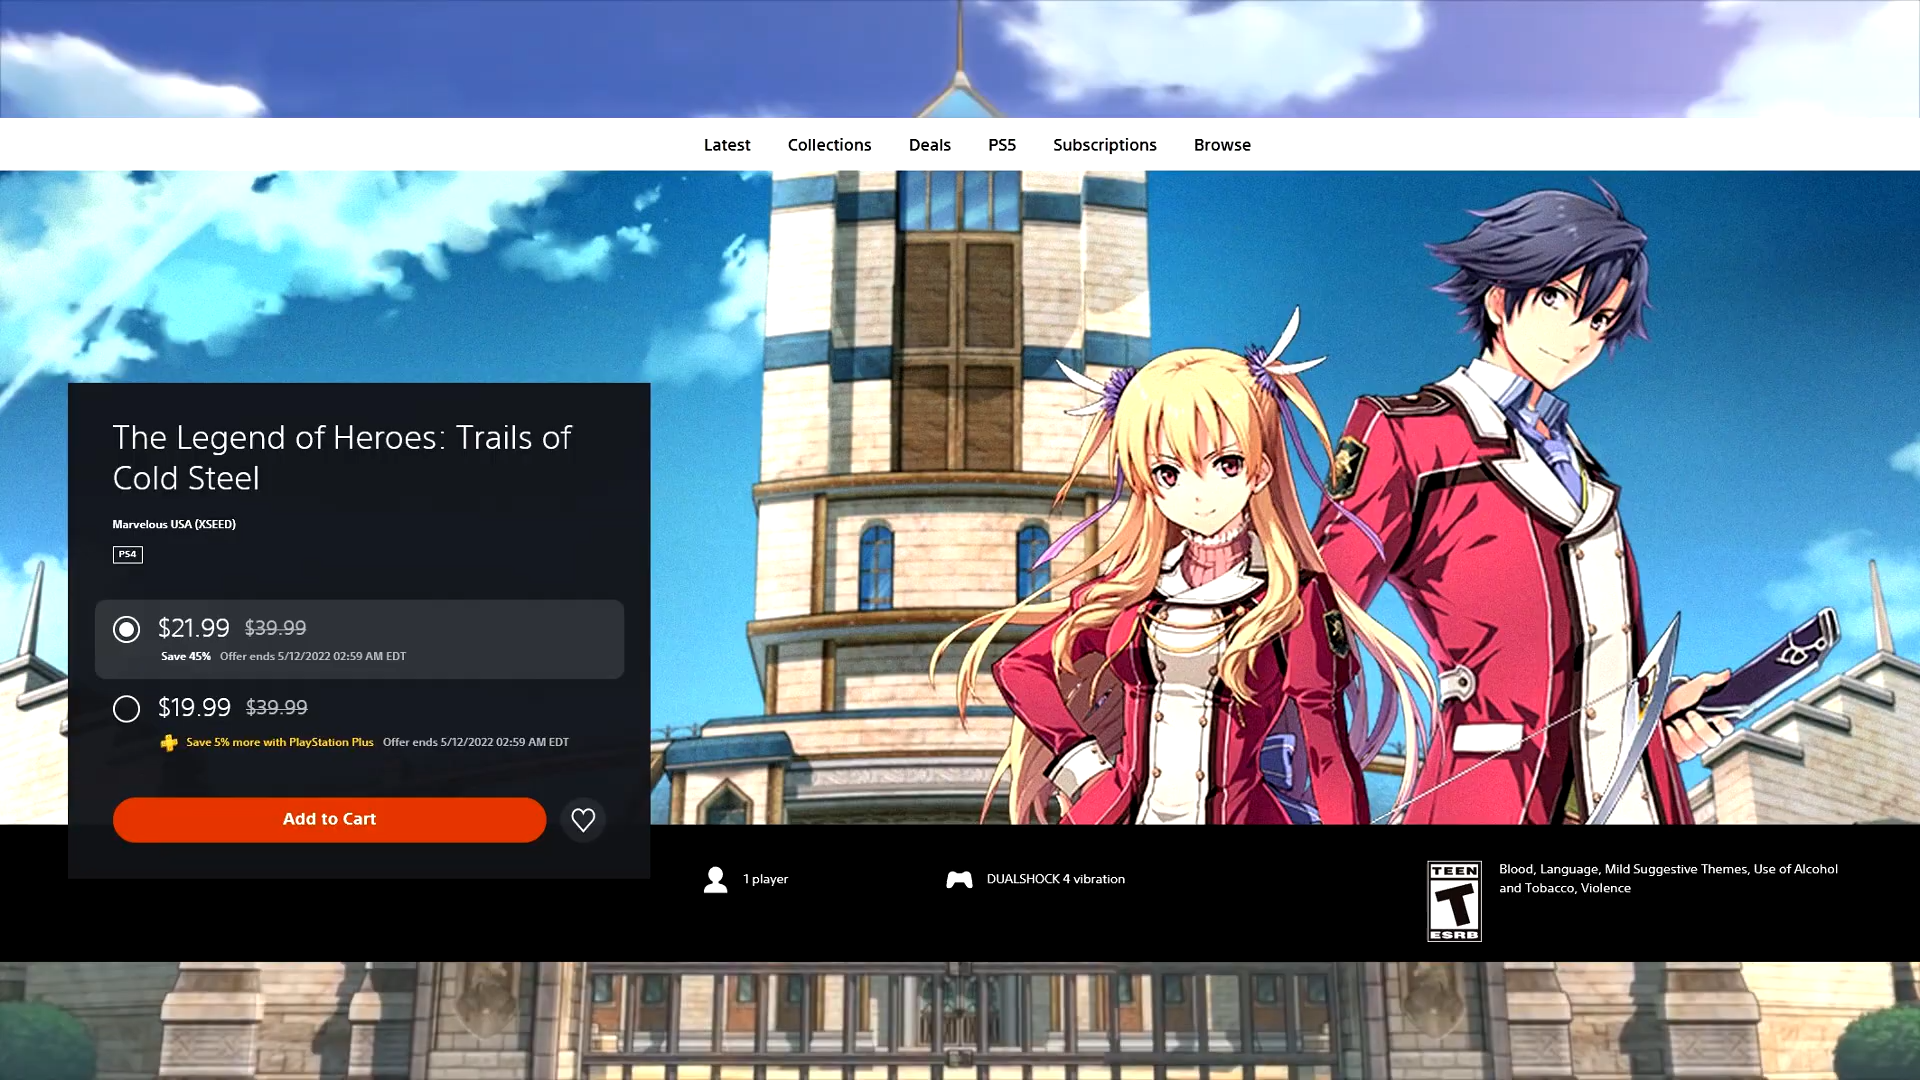 Latest Collections Deals PS5 Subscriptions Browse
The Legend of Heroes: Trails of
Cold Steel
Marvelous USA (XSEED)
PS4
$21.99 $39.99
Save 45% Offer ends 5/12/2022 02:59 AM EDT
$19.99 $39.99
Save 5% more with PlayStation Plus Offer ends 5/12/2022 02:59 AM EDT
Add to Cart
1 player
DUALSHOCK 4 vibration
TEEN
T
ESRB
Blood, Language, Mild Suggestive Themes, Use of Alcohol
and Tobacco, Violence